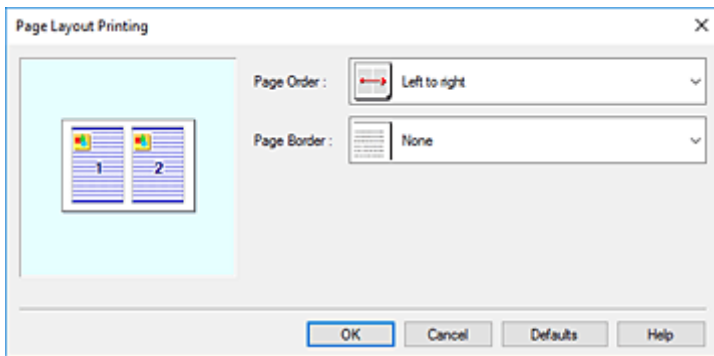 Page Layout Printing
Page Order :
Left to right
Page Border :
None
1 2
OK Cancel Defaults Help